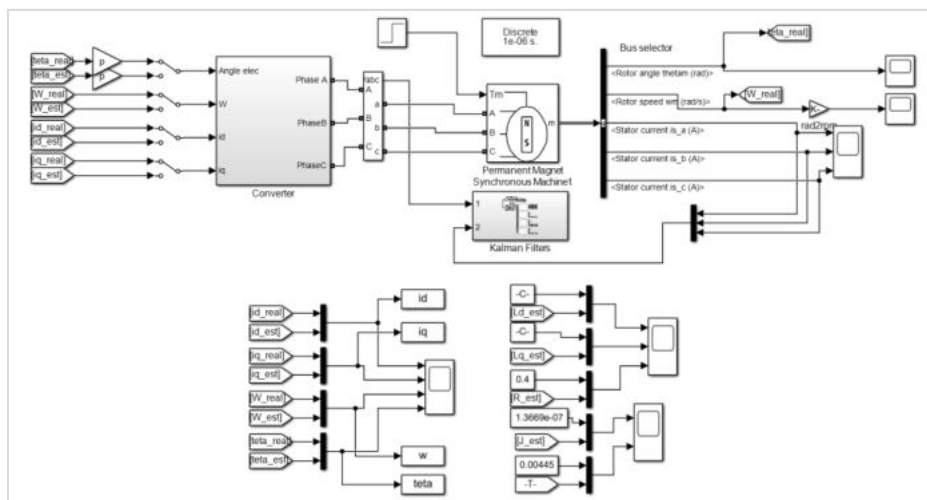 [teta_real]
p
[teta_est]
p
[W_real]
[W_est]
[id_real]
[id_est]
[iq_real]
[iq_est]
Angle elec
W
id
iq
Phase A
PhaseB
PhaseC
Converter
Vabc
A
B
C
a
b
c
Discrete
1e-06 s.
Tm
A
B
C
N
S
m
Permanent Magnet
Synchronous Machine1
1
2
Kalman Filters
Bus selector
<Rotor angle thetam (rad)>
<Rotor speed wm (rad/s)>
<Stator current is_a (A)>
<Stator current is_b (A)>
<Stator current is_c (A)>
teta_real]
[W_real]
K-
rad2rpm
[id_real]
[id_est]
[iq_real]
[iq_est]
[W_real]
[W_est]
[teta_real]
[teta_est]
id
iq
w
teta
-C-
[Ld_est]
-C-
[Lq_est]
0.4
[R_est]
1.3669e-07
[J_est]
0.00445
-T-